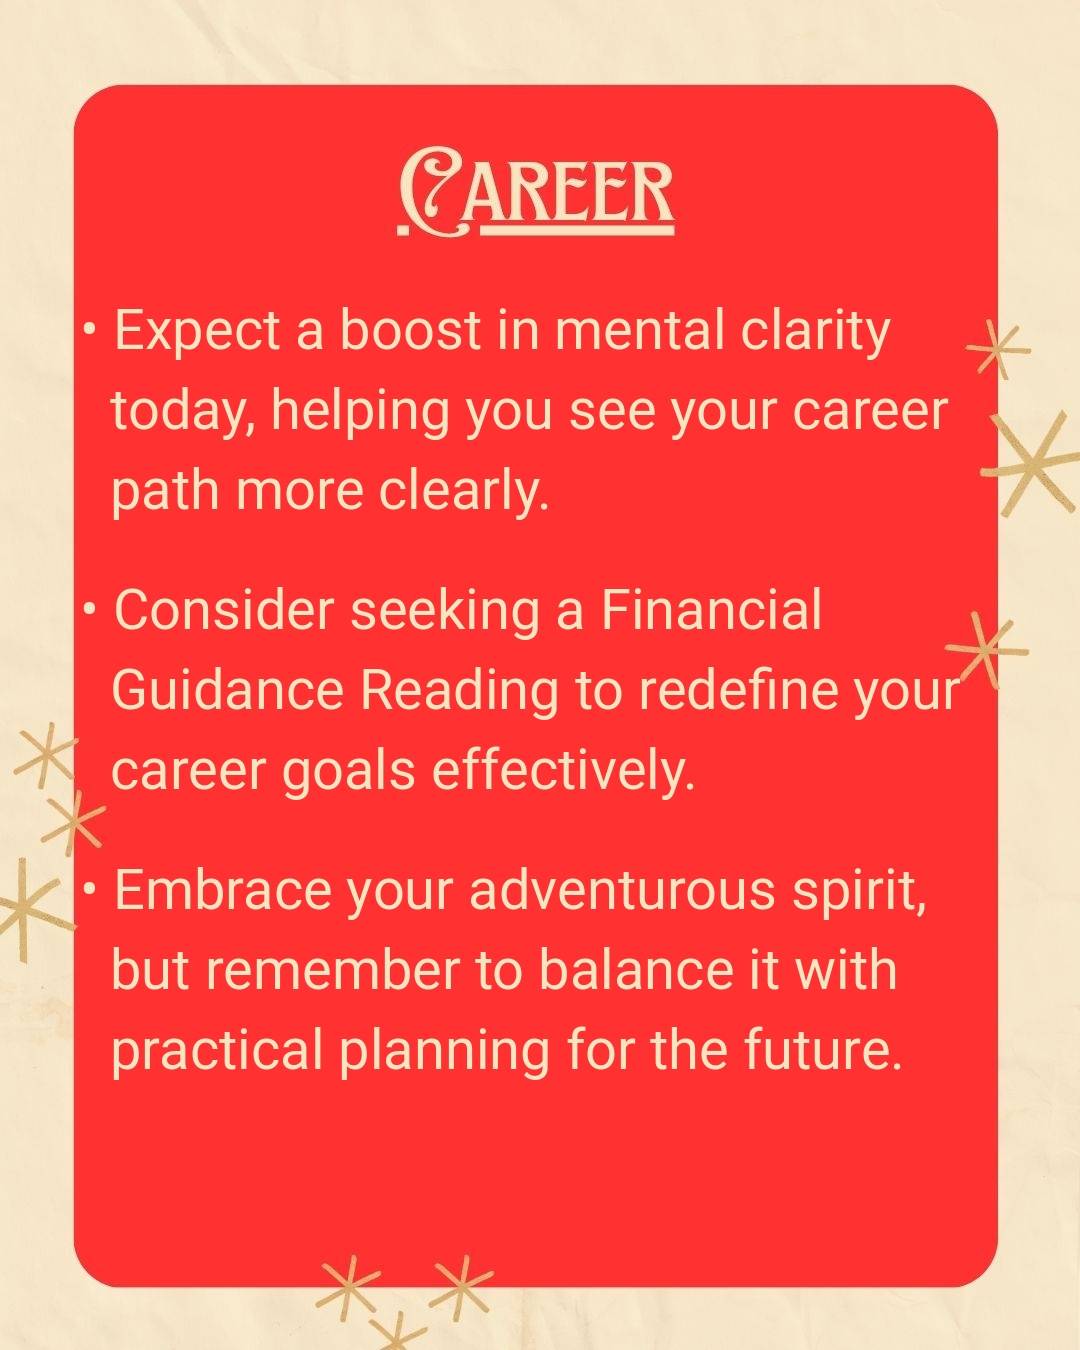 Career
• Expect a boost in mental clarity
today, helping you see your career
path more clearly.
• Consider seeking a Financial
Guidance Reading to redefine your
career goals effectively.
• Embrace your adventurous spirit,
but remember to balance it with
practical planning for the future.